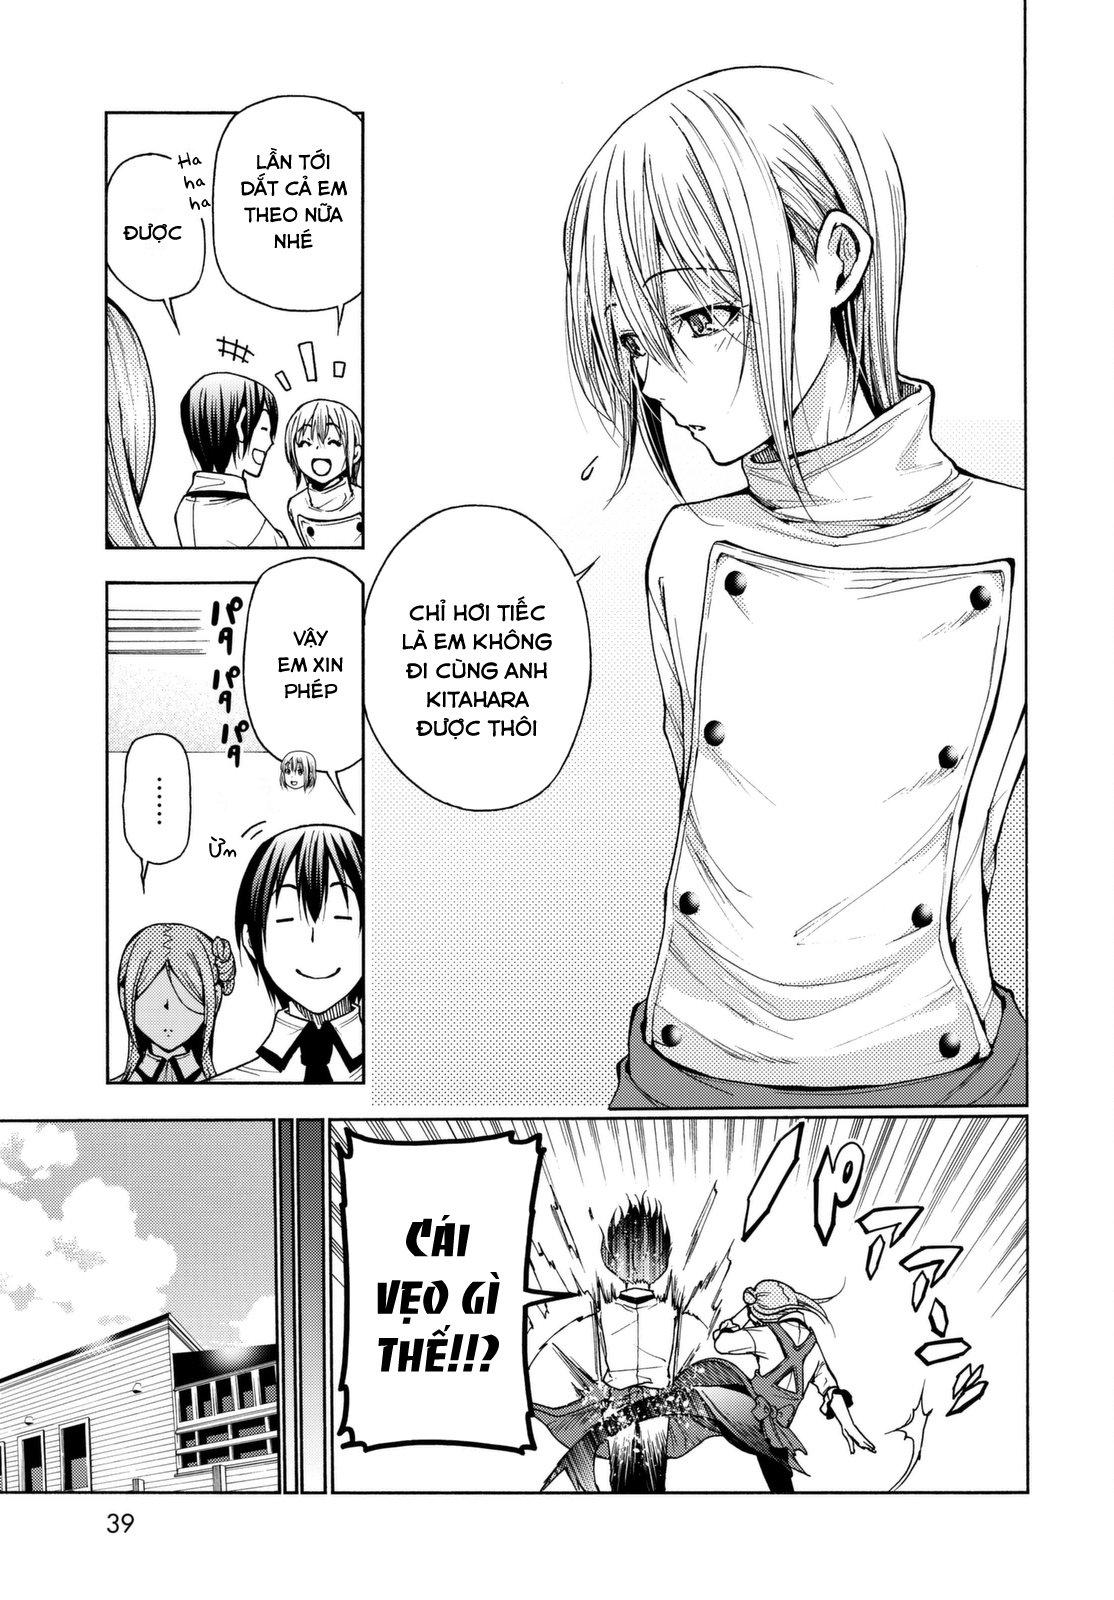 CHỈ HƠI TIẾC
LÀ EM KHÔNG
ĐI CÙNG ANH
KITAHARA
ĐƯỢC THÔI
LẦN TỚI
DẮT CẢ EM
THEO NỮA
NHÉ
Ha
ha
ha
ĐƯỢC
VẬY
EM XIN
PHÉP
........
Ừm
CÁI
VẸO GÌ
THẾ!!!?
39